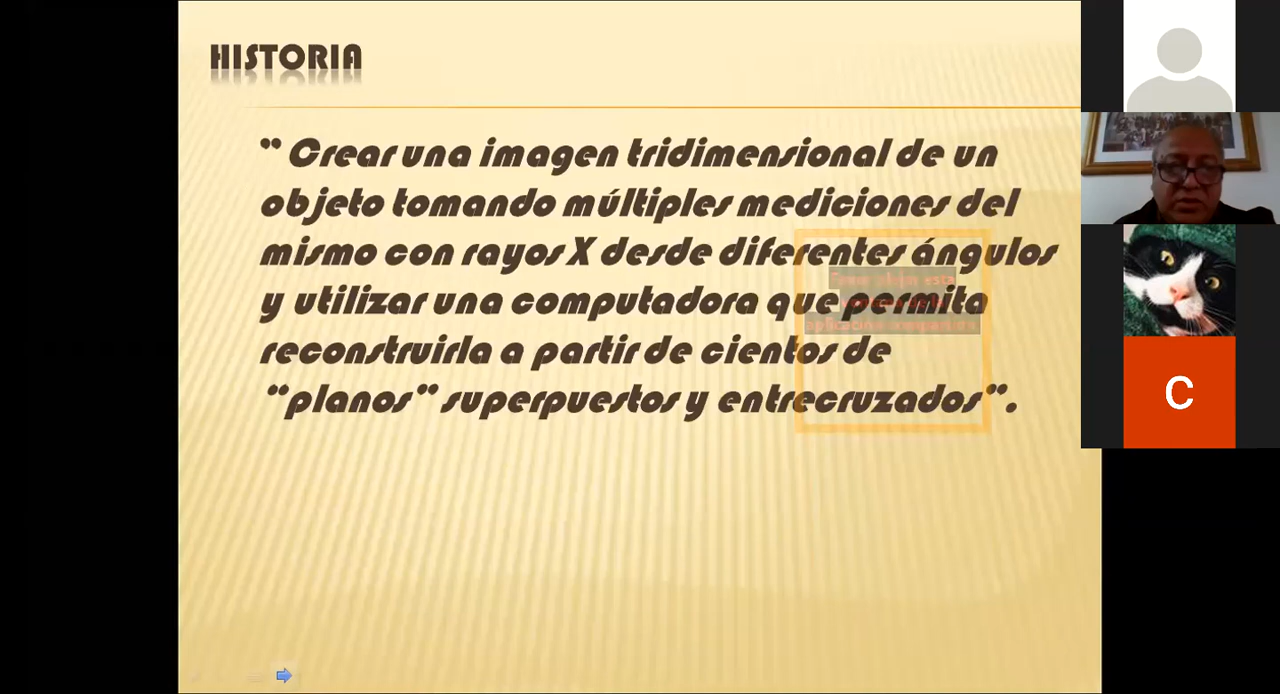 HISTORIA
" Crear una imagen tridimensional de un
objeto tomando múltiples mediciones del
mismo con rayos X desde diferentes ángulos
y utilizar una computadora que permita
reconstruirla a partir de cientos de
"planos" superpuestos y entrecruzados".
C